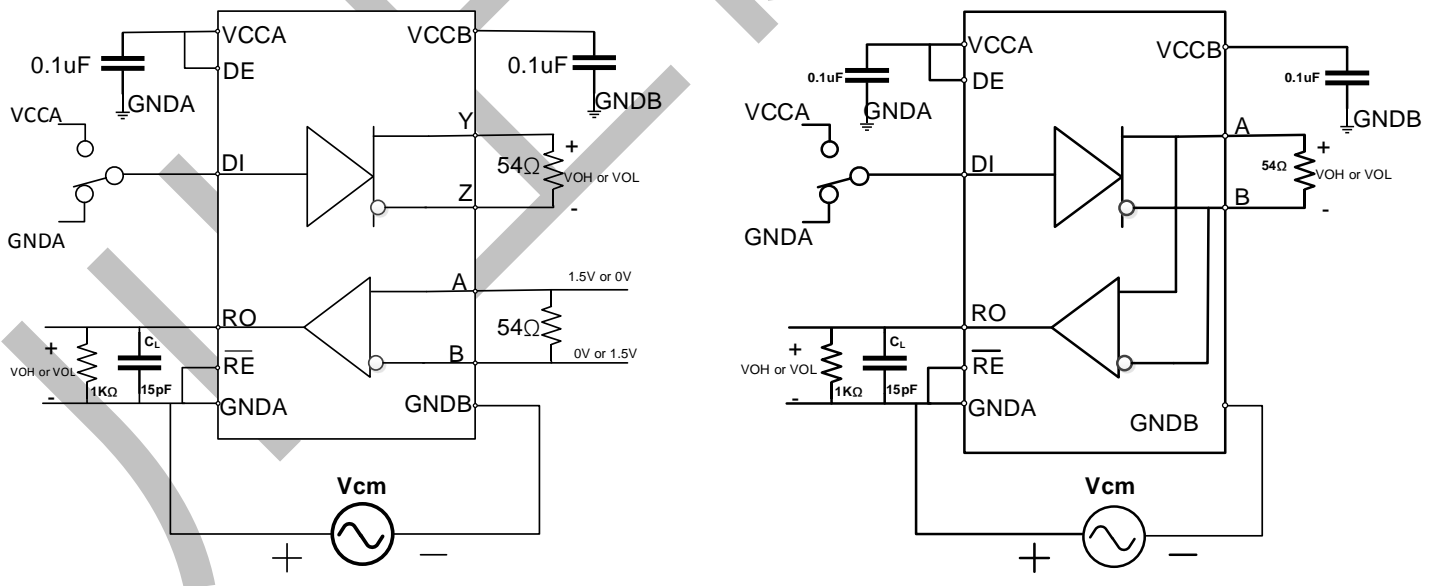 VCCA
VCCB
0.1uF
DE
0.1uF
GNDA
GNDB
VCCA
Y
DI
54Ω
+
VOH or VOL
Z
-
GNDA
A
1.5V or 0V
RO
54Ω
+
CL
VOH or VOL
RE
B
0V or 1.5V
1KΩ
15pF
-
GNDA
GNDB
Vcm
+
—
VCCA
VCCB
0.1uF
DE
0.1uF
GNDA
GNDB
VCCA
A
DI
54Ω
+
VOH or VOL
B
-
GNDA
RO
+
CL
VOH or VOL
RE
1KΩ
15pF
-
GNDA
GNDB
Vcm
+
—